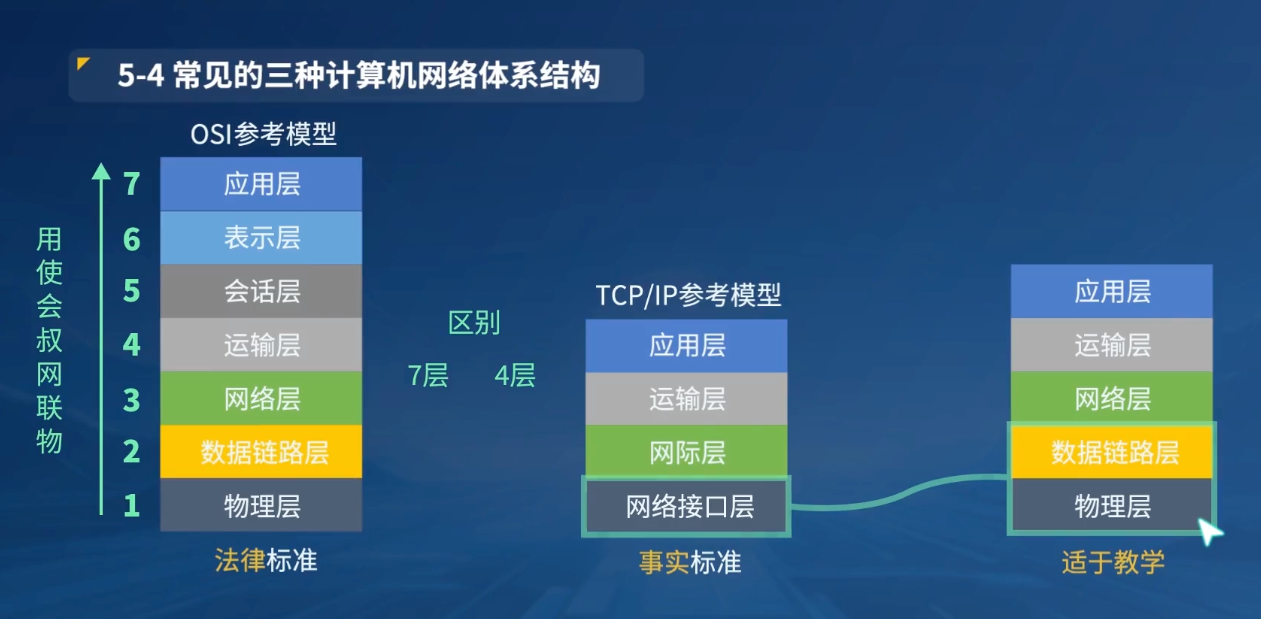 5-4 常见的三种计算机网络体系结构
OSI参考模型
7 应用层
6 表示层
5 会话层
4 运输层
3 网络层
2 数据链路层
1 物理层
法律标准
用使会叔网联物
区别
7层 4层
TCP/IP参考模型
应用层
运输层
网际层
网络接口层
事实标准
应用层
运输层
网络层
数据链路层
物理层
适于教学